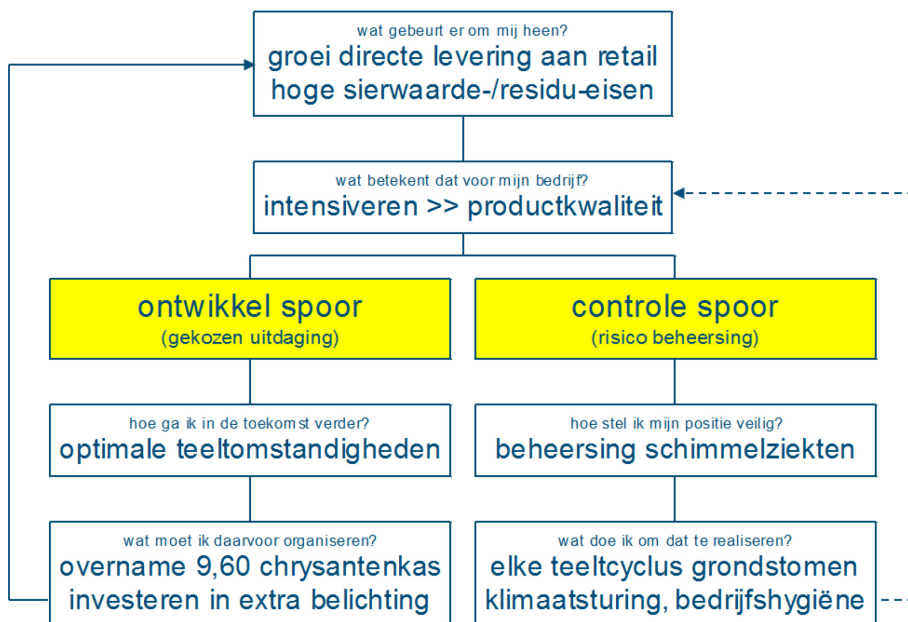 wat gebeurt er om mij heen?
groei directe levering aan retail
hoge sierwaarde-/residu-eisen
wat betekent dat voor mijn bedrijf?
intensiveren >> productkwaliteit
ontwikkel spoor
(gekozen uitdaging)
controle spoor
(risico beheersing)
hoe ga ik in de toekomst verder?
optimale teeltomstandigheden
hoe stel ik mijn positie veilig?
beheersing schimmelziekten
wat moet ik daarvoor organiseren?
overname 9,60 chrysantenkas
investeren in extra belichting
wat doe ik om dat te realiseren?
elke teeltcyclus grondstomen
klimaatsturing, bedrijfshygiëne